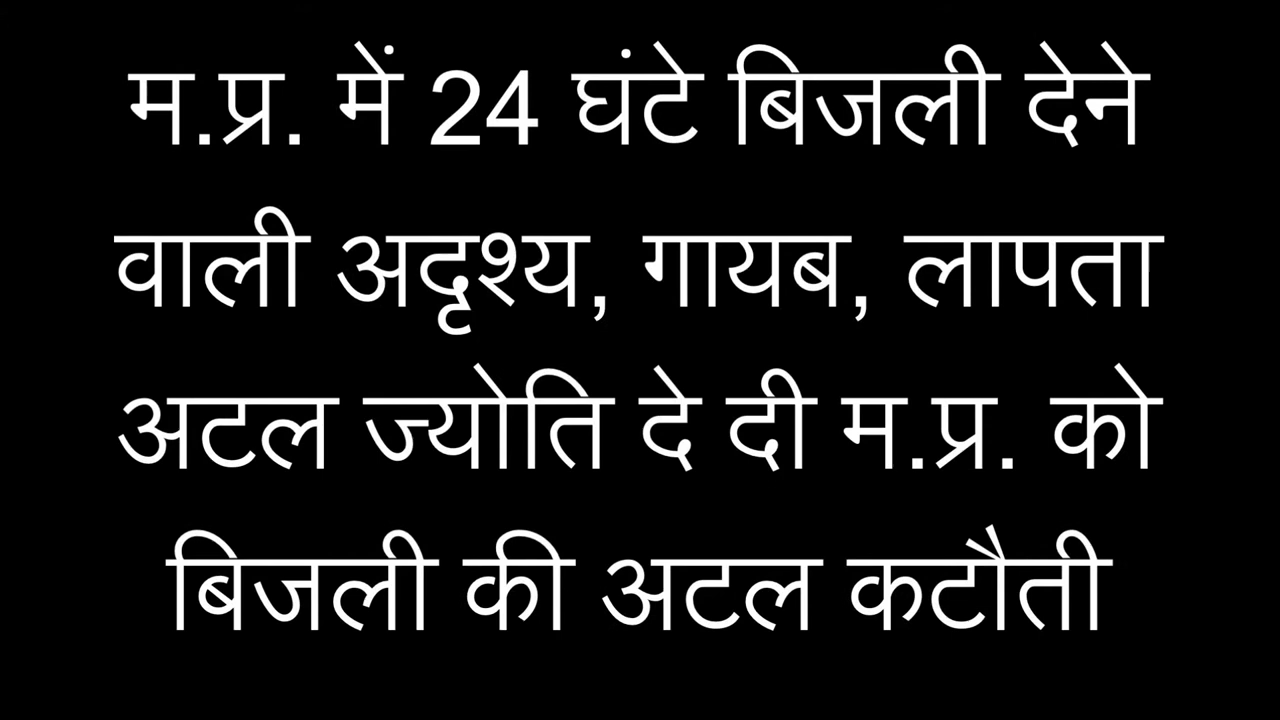 म.प्र. में 24 घंटे बिजली देने
वाली अदृश्य, गायब, लापता
अटल ज्योति दे दी म.प्र. को
बिजली की अटल कटौती